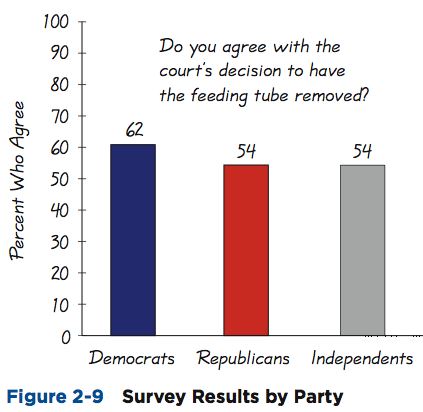 100
90
80
70
60
50
40
30
20
10
0
Percent Who Agree
Do you agree with the
court's decision to have
the feeding tube removed?
62
54
54
Democrats Republicans Independents
Figure 2-9 Survey Results by Party